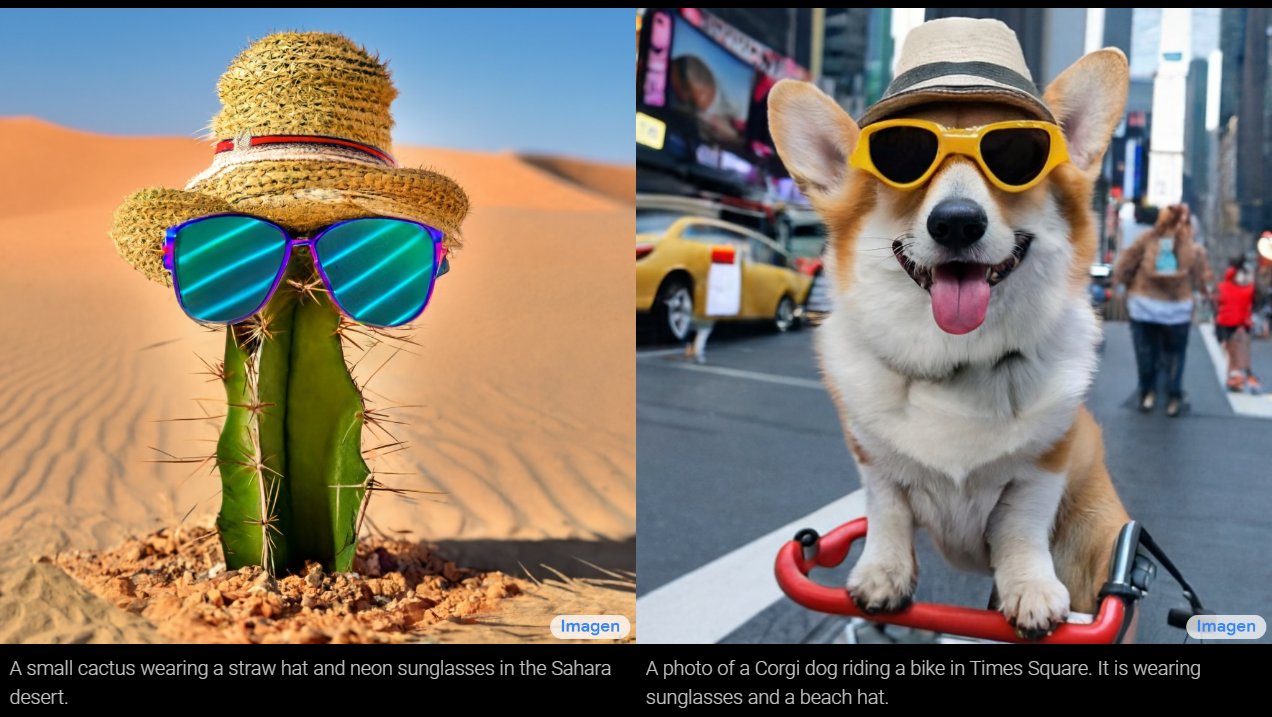 Imagen
A small cactus wearing a straw hat and neon sunglasses in the Sahara
desert.
Imagen
A photo of a Corgi dog riding a bike in Times Square. It is wearing
sunglasses and a beach hat.